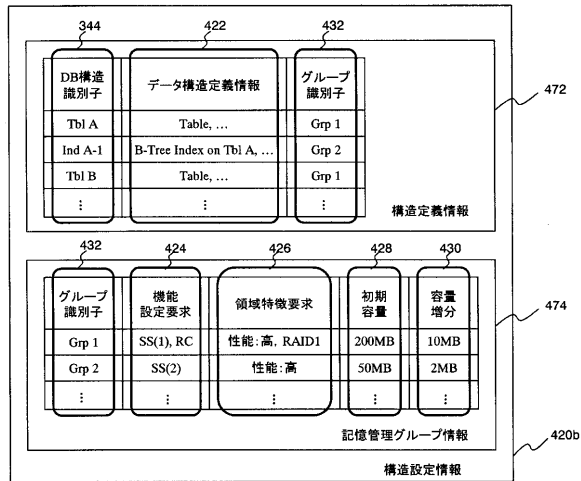 344 422 432
DB構造
識別子 データ構造定義情報 グループ
識別子
Tbl A Table, … Grp 1
Ind A-1 B-Tree Index on Tbl A, … Grp 2
Tbl B Table, … Grp 1
⋮ ⋮ ⋮
構造定義情報
472
432 424 426 428 430
グループ
識別子 機能
設定要求 領域特徴要求 初期
容量 容量
増分
Grp 1 SS(1), RC 性能：高, RAID1 200MB 10MB
Grp 2 SS(2) 性能：高 50MB 2MB
⋮ ⋮ ⋮ ⋮ ⋮
記憶管理グループ情報
474
構造設定情報
420b